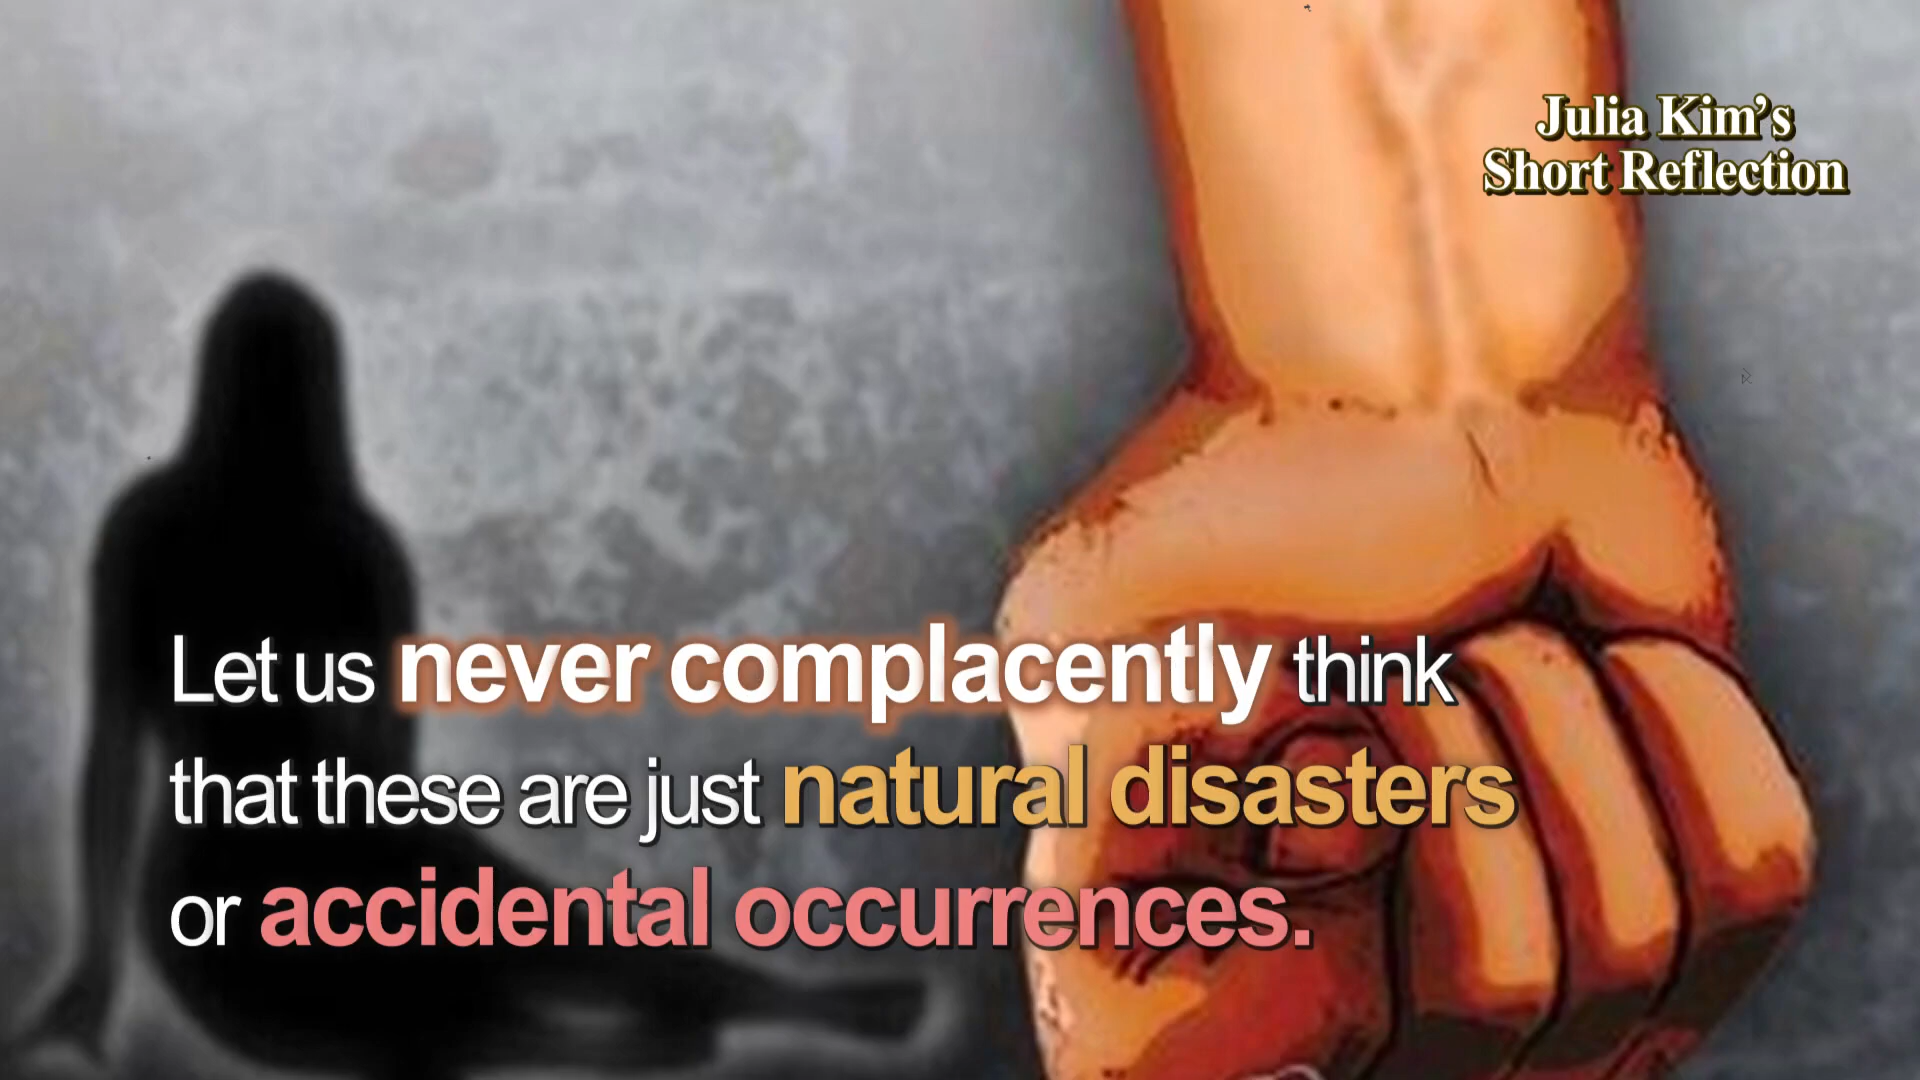 Julia Kim's
Short Reflection
Let us never complacently think
that these are just natural disasters
or accidental occurrences.